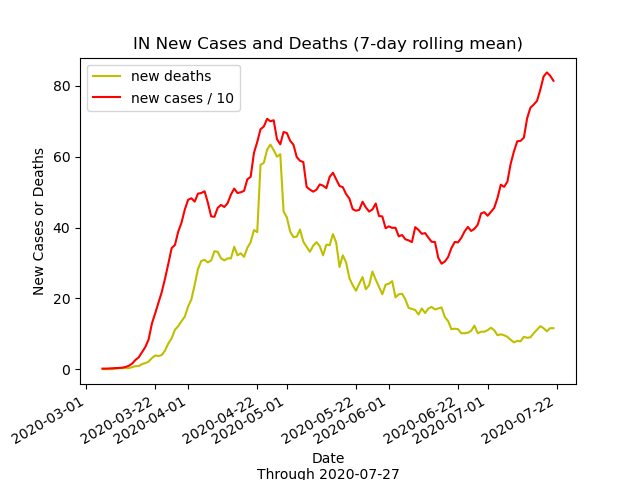 IN New Cases and Deaths (7-day rolling mean)
new deaths
new cases / 10
80
60
40
20
0
New Cases or Deaths
2020-03-01
2020-03-22
2020-04-01
2020-04-22
2020-05-01
2020-05-22
2020-06-01
2020-06-22
2020-07-01
2020-07-22
Date
Through 2020-07-27